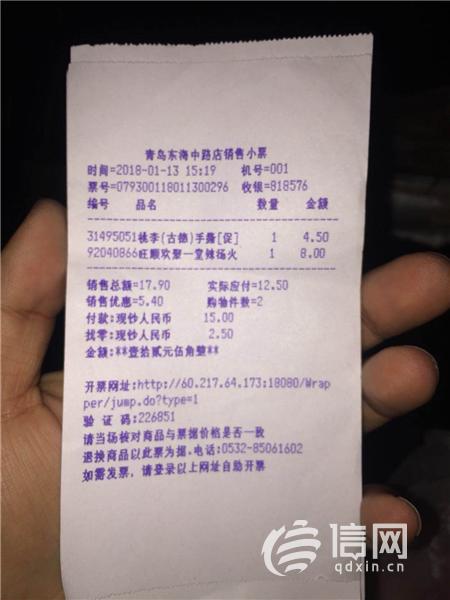 青岛东海中路店销售小票
时间=2018-01-13 15:19 机号=001
票号=079300118011300296 收银=818576
编号 品名 数量 金额
31495051桃李(古德)手撕[促] 1 4.50
92040866旺顺欢聚一堂辣场火 1 8.00
销售总额=17.90 实际应付=12.50
销售优惠=5.40 购物件数=2
付款:现钞人民币 15.00
找零:现钞人民币 2.50
金额:**壹拾贰元伍角整**
开票网址:http://60.217.64.173:18080/Wrap
per/jump.do?type=1
验 证 码:226851
请当场核对商品与票据价格是否一致
退换商品以此票为据.电话:0532-85061602
如需发票，请登录以上网址自助开票
信网
qdxin.cn